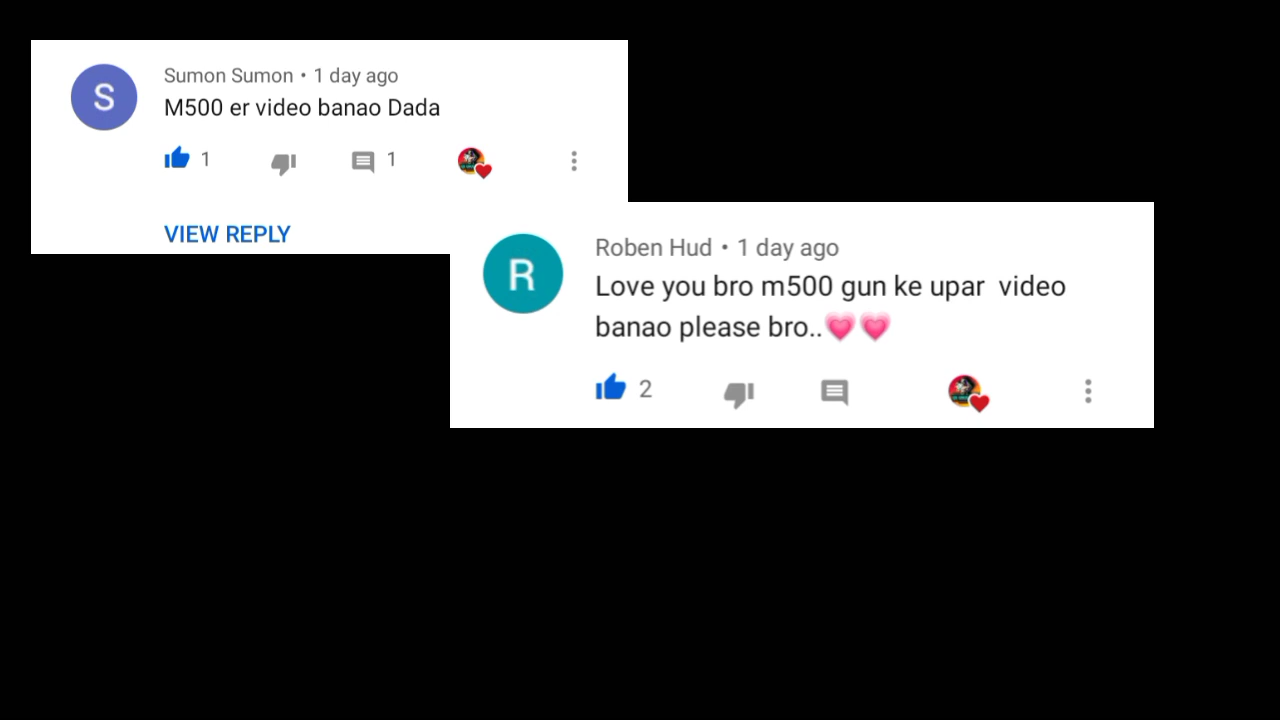 S
Sumon Sumon • 1 day ago
M500 er video banao Dada
1
1
VIEW REPLY
R
Roben Hud • 1 day ago
Love you bro m500 gun ke upar video
banao please bro..💗💗
2